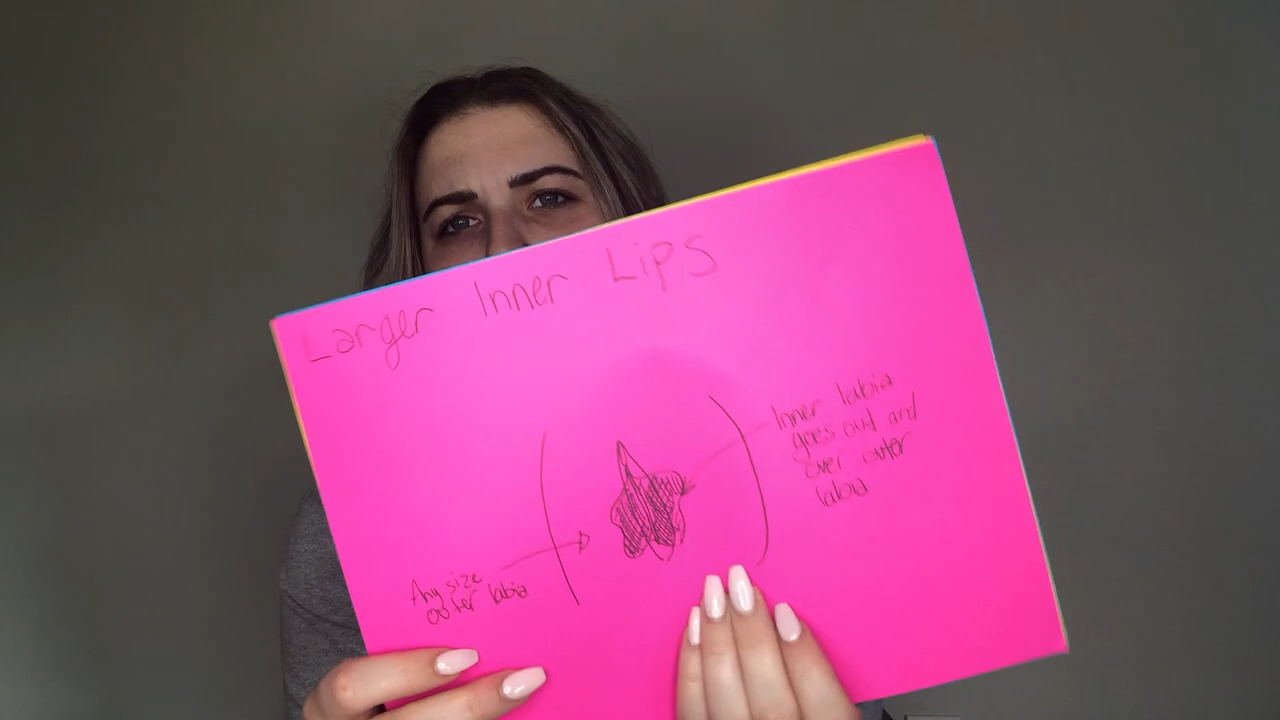 Larger Inner Lips
Inner labia
goes out and
over outer
labia
Any size
outer labia